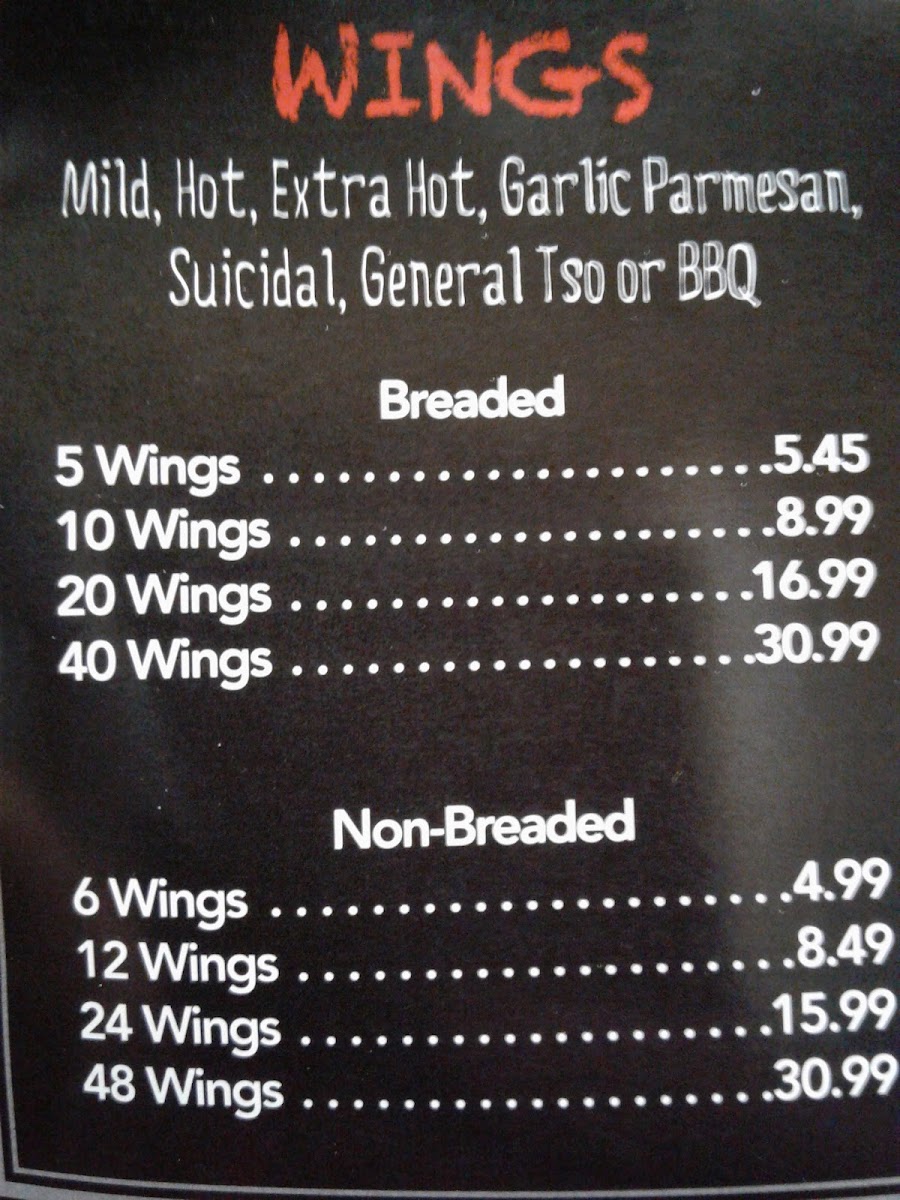 WINGS
Mild, Hot, Extra Hot, Garlic Parmesan,
Suicidal, General Tso or BBQ
Breaded
5 Wings .....................5.45
10 Wings ....................8.99
20 Wings ...................16.99
40 Wings ...................30.99
Non-Breaded
6 Wings .....................4.99
12 Wings ....................8.49
24 Wings ...................15.99
48 Wings ...................30.99